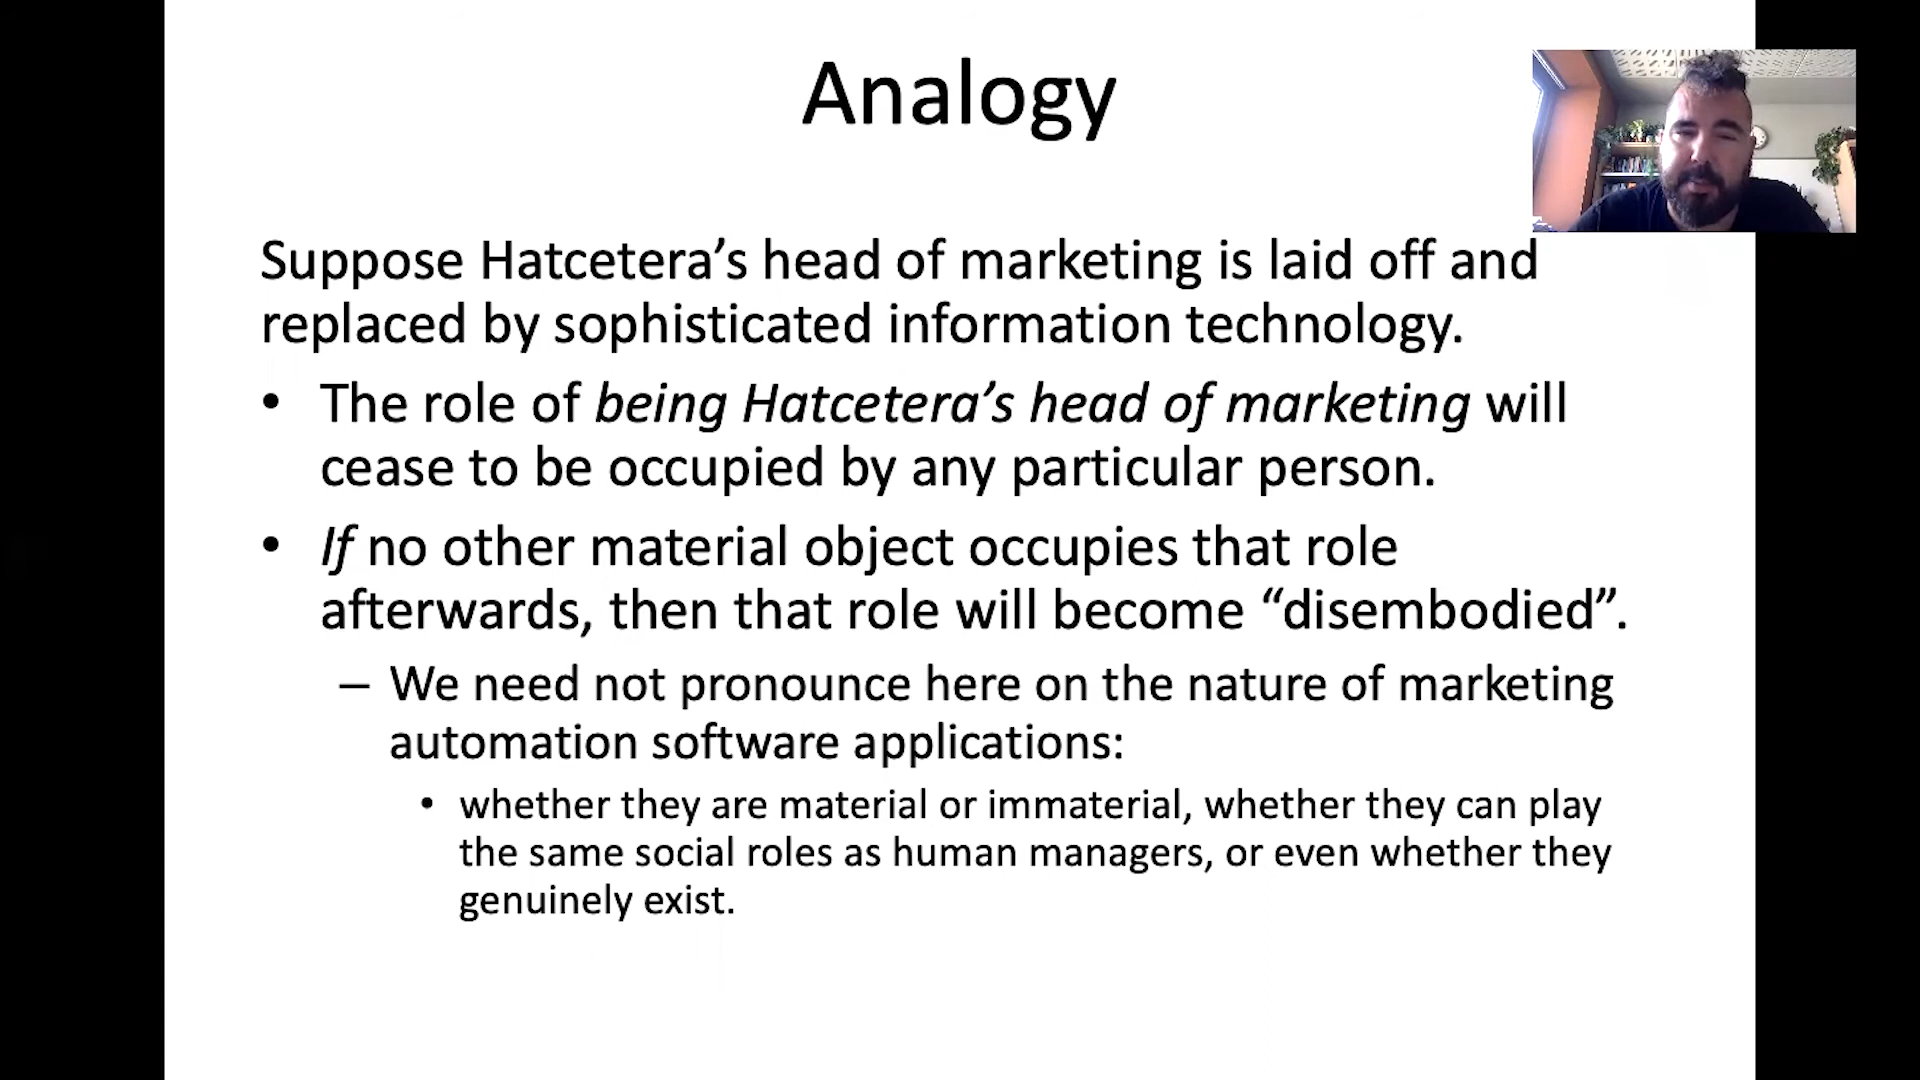 Analogy
Suppose Hatcetera’s head of marketing is laid off and
replaced by sophisticated information technology.
• The role of being Hatcetera’s head of marketing will
cease to be occupied by any particular person.
• If no other material object occupies that role
afterwards, then that role will become “disembodied”.
– We need not pronounce here on the nature of marketing
automation software applications:
• whether they are material or immaterial, whether they can play
the same social roles as human managers, or even whether they
genuinely exist.